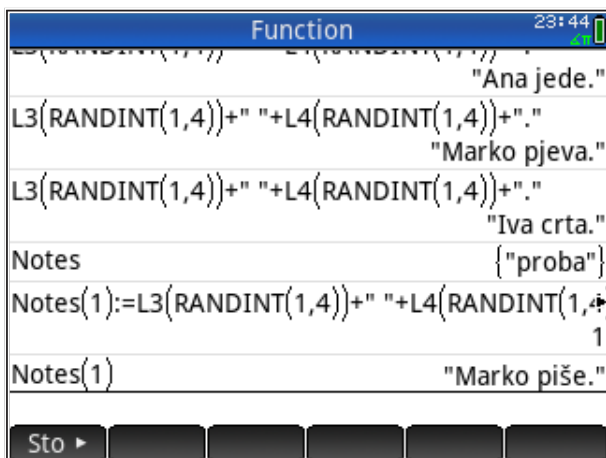 Function
23:44
∡π
"Ana jede."
L3(RANDINT(1,4))+" "+L4(RANDINT(1,4))+"."
"Marko pjeva."
L3(RANDINT(1,4))+" "+L4(RANDINT(1,4))+"."
"Iva crta."
Notes {"proba"}
Notes(1):=L3(RANDINT(1,4))+" "+L4(RANDINT(1,
1
Notes(1) "Marko piše."
Sto ▶